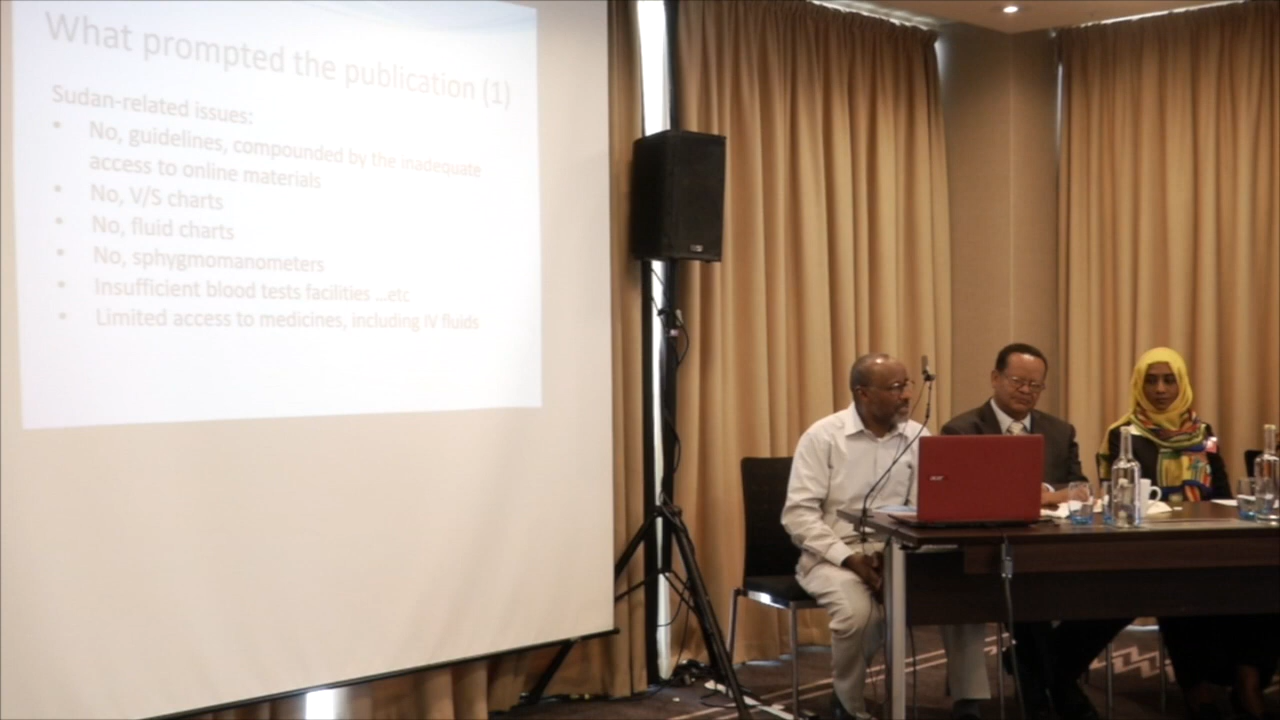 What prompted the publication (1)
Sudan-related issues:
• No, guidelines, compounded by the inadequate
access to online materials
• No, V/S charts
• No, fluid charts
• No, sphygmomanometers
• Insufficient blood tests facilities ...etc
• Limited access to medicines, including IV fluids
acer